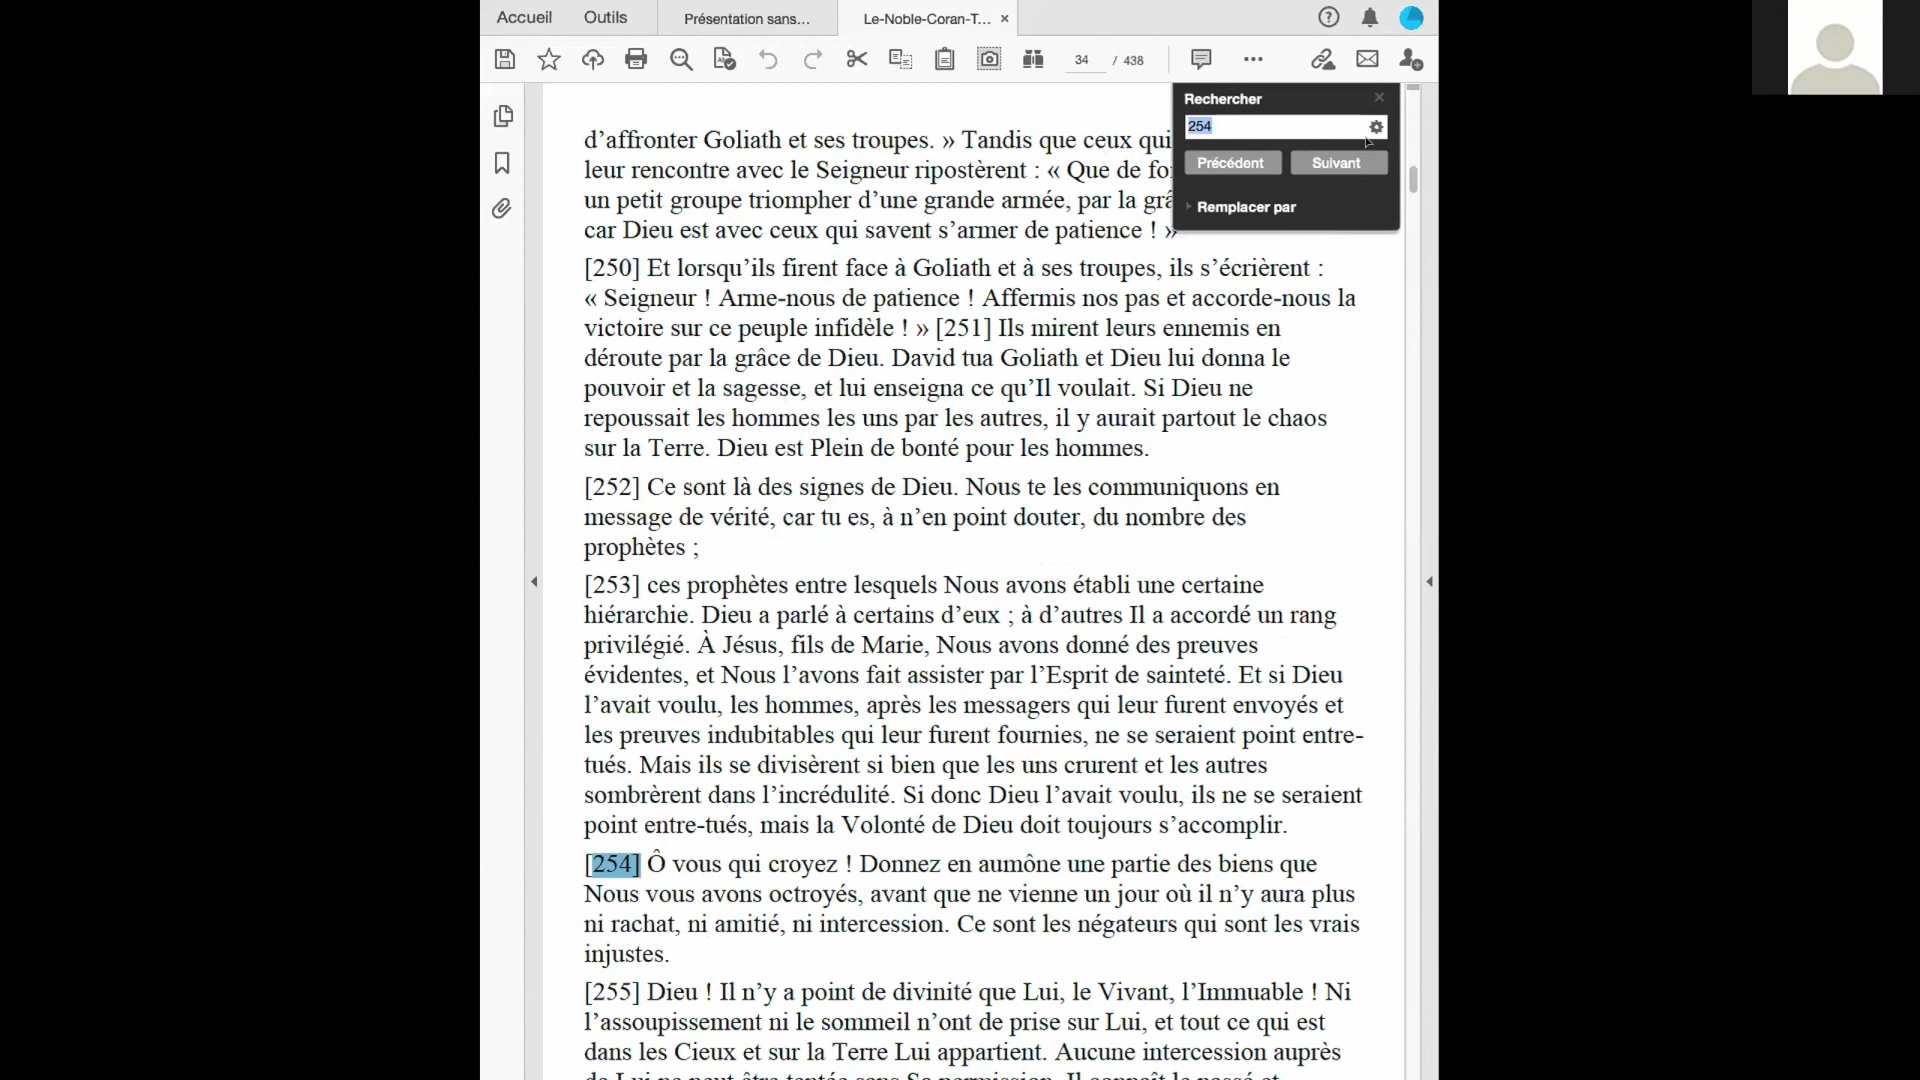 Accueil Outils Présentation sans... Le-Noble-Coran-T... ×
34 / 438
Rechercher
254
Précédent Suivant
Remplacer par
d’affronter Goliath et ses troupes. » Tandis que ceux qui
leur rencontre avec le Seigneur ripostèrent : « Que de
un petit groupe triompher d’une grande armée, par la
car Dieu est avec ceux qui savent s’armer de patience ! »
[250] Et lorsqu’ils firent face à Goliath et à ses troupes, ils s’écrièrent :
« Seigneur ! Arme-nous de patience ! Affermis nos pas et accorde-nous la
victoire sur ce peuple infidèle ! » [251] Ils mirent leurs ennemis en
déroute par la grâce de Dieu. David tua Goliath et Dieu lui donna le
pouvoir et la sagesse, et lui enseigna ce qu’Il voulait. Si Dieu ne
repoussait les hommes les uns par les autres, il y aurait partout le chaos
sur la Terre. Dieu est Plein de bonté pour les hommes.
[252] Ce sont là des signes de Dieu. Nous te les communiquons en
message de vérité, car tu es, à n’en point douter, du nombre des
prophètes ;
[253] ces prophètes entre lesquels Nous avons établi une certaine
hiérarchie. Dieu a parlé à certains d’eux ; à d’autres Il a accordé un rang
privilégié. À Jésus, fils de Marie, Nous avons donné des preuves
évidentes, et Nous l’avons fait assister par l’Esprit de sainteté. Et si Dieu
l’avait voulu, les hommes, après les messagers qui leur furent envoyés et
les preuves indubitables qui leur furent fournies, ne se seraient point entre-
tués. Mais ils se divisèrent si bien que les uns crurent et les autres
sombrèrent dans l’incrédulité. Si donc Dieu l’avait voulu, ils ne se seraient
point entre-tués, mais la Volonté de Dieu doit toujours s’accomplir.
[254] Ô vous qui croyez ! Donnez en aumône une partie des biens que
Nous vous avons octroyés, avant que ne vienne un jour où il n’y aura plus
ni rachat, ni amitié, ni intercession. Ce sont les négateurs qui sont les vrais
injustes.
[255] Dieu ! Il n’y a point de divinité que Lui, le Vivant, l’Immuable ! Ni
l’assoupissement ni le sommeil n’ont de prise sur Lui, et tout ce qui est
dans les Cieux et sur la Terre Lui appartient. Aucune intercession auprès